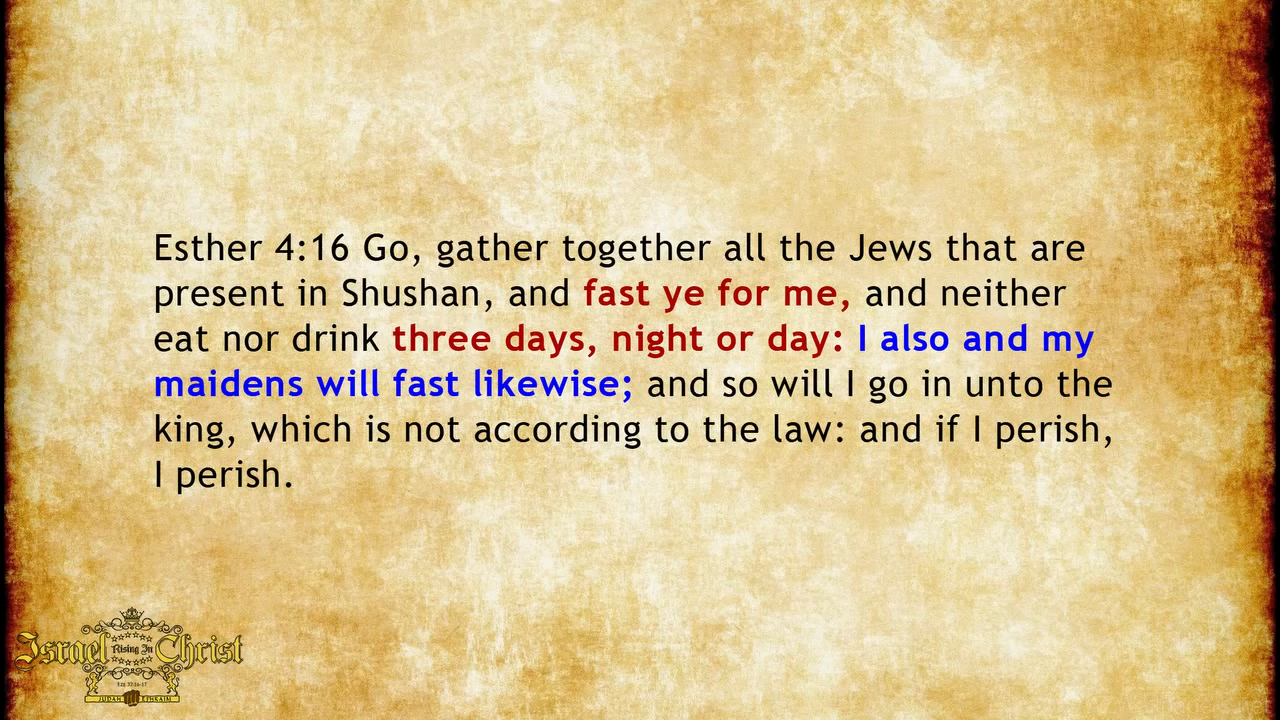 Esther 4:16 Go, gather together all the Jews that are
present in Shushan, and fast ye for me, and neither
eat nor drink three days, night or day: I also and my
maidens will fast likewise; and so will I go in unto the
king, which is not according to the law: and if I perish,
I perish.
Israel Rising In Christ
JUDAH EPHRAIM